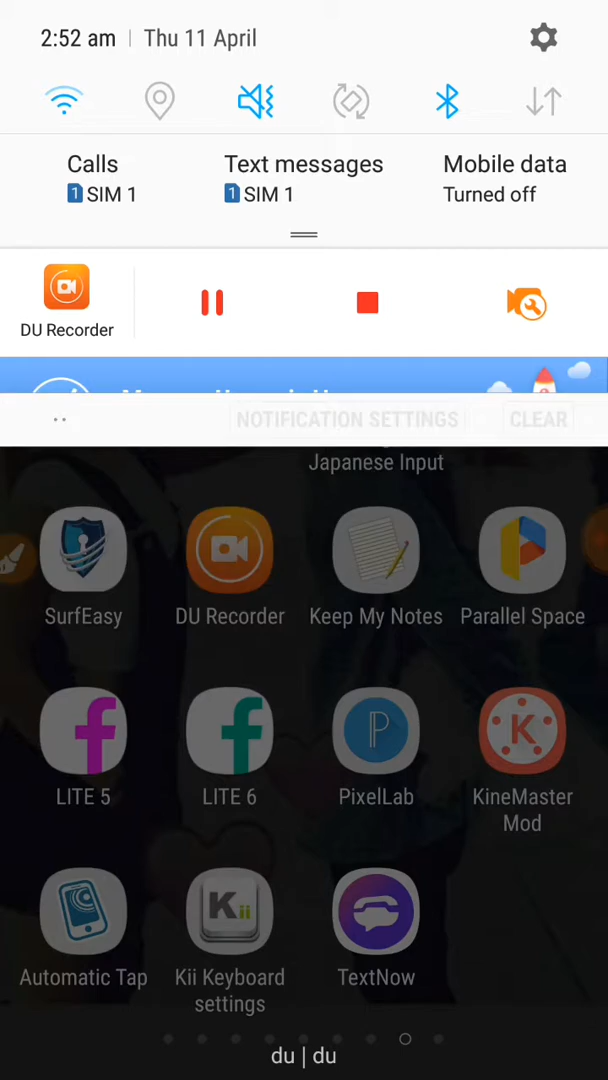 2:52 am | Thu 11 April
Calls
1 SIM 1
Text messages
1 SIM 1
Mobile data
Turned off
DU Recorder
NOTIFICATION SETTINGS
CLEAR
Japanese Input
SurfEasy
DU Recorder
Keep My Notes
Parallel Space
LITE 5
LITE 6
PixelLab
KineMaster
Mod
Automatic Tap
Kii Keyboard
settings
TextNow
du | du